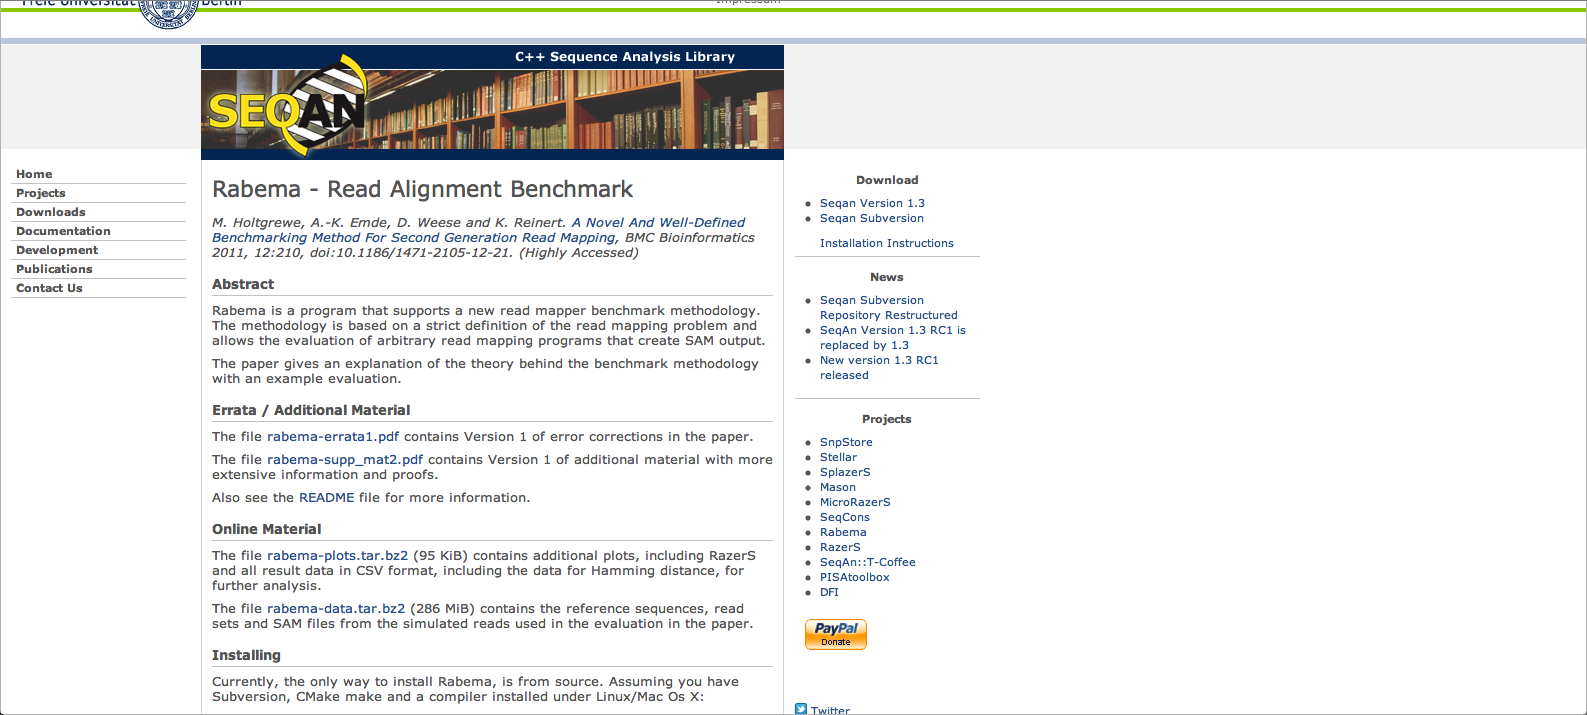 Freie Universität Berlin
Impressum
C++ Sequence Analysis Library
SEQAN
Home
Projects
Downloads
Documentation
Development
Publications
Contact Us
Rabema - Read Alignment Benchmark
M. Holtgrewe, A.-K. Emde, D. Weese and K. Reinert. A Novel And Well-Defined
Benchmarking Method For Second Generation Read Mapping, BMC Bioinformatics
2011, 12:210, doi:10.1186/1471-2105-12-21. (Highly Accessed)
Abstract
Rabema is a program that supports a new read mapper benchmark methodology.
The methodology is based on a strict definition of the read mapping problem and
allows the evaluation of arbitrary read mapping programs that create SAM output.
The paper gives an explanation of the theory behind the benchmark methodology
with an example evaluation.
Errata / Additional Material
The file rabema-errata1.pdf contains Version 1 of error corrections in the paper.
The file rabema-supp_mat2.pdf contains Version 1 of additional material with more
extensive information and proofs.
Also see the README file for more information.
Online Material
The file rabema-plots.tar.bz2 (95 KiB) contains additional plots, including RazerS
and all result data in CSV format, including the data for Hamming distance, for
further analysis.
The file rabema-data.tar.bz2 (286 MiB) contains the reference sequences, read
sets and SAM files from the simulated reads used in the evaluation in the paper.
Installing
Currently, the only way to install Rabema, is from source. Assuming you have
Subversion, CMake make and a compiler installed under Linux/Mac Os X:
Download
Seqan Version 1.3
Seqan Subversion
Installation Instructions
News
Seqan Subversion
Repository Restructured
SeqAn Version 1.3 RC1 is
replaced by 1.3
New version 1.3 RC1
released
Projects
SnpStore
Stellar
SplazerS
Mason
MicroRazerS
SeqCons
Rabema
RazerS
SeqAn::T-Coffee
PISAtoolbox
DFI
PayPal
Donate
Twitter